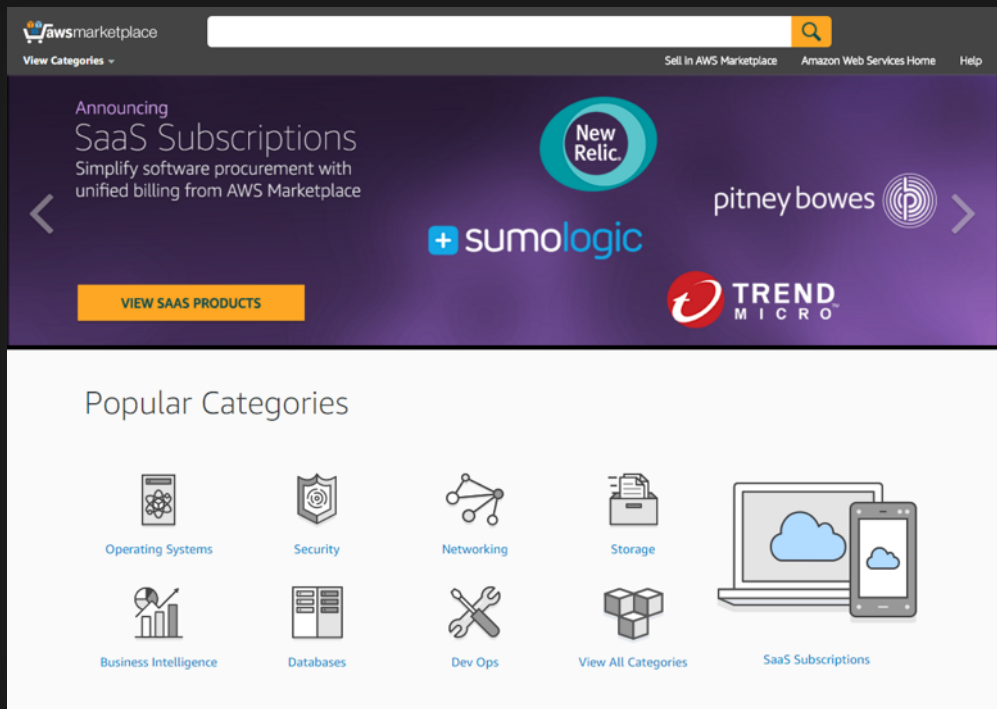 awsmarketplace
View Categories
Sell in AWS Marketplace
Amazon Web Services Home
Help
Announcing
SaaS Subscriptions
Simplify software procurement with
unified billing from AWS Marketplace
VIEW SAAS PRODUCTS
New
Relic.
sumologic
pitney bowes
TREND
MICRO™
Popular Categories
Operating Systems
Security
Networking
Storage
Business Intelligence
Databases
Dev Ops
View All Categories
SaaS Subscriptions